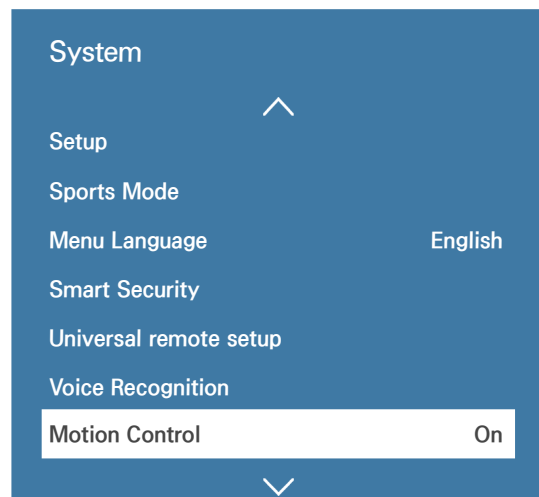 System
Setup
Sports Mode
Menu Language English
Smart Security
Universal remote setup
Voice Recognition
Motion Control On